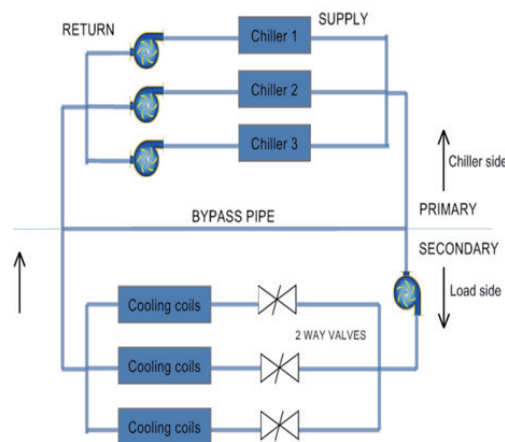 RETURN
SUPPLY
Chiller 1
Chiller 2
Chiller 3
Chiller side
BYPASS PIPE
PRIMARY
SECONDARY
Load side
Cooling coils
2 WAY VALVES
Cooling coils
Cooling coils